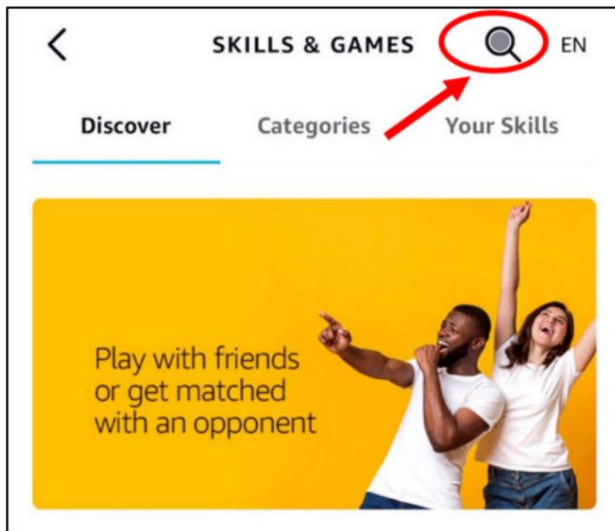 SKILLS & GAMES EN
Discover Categories Your Skills
Play with friends
or get matched
with an opponent